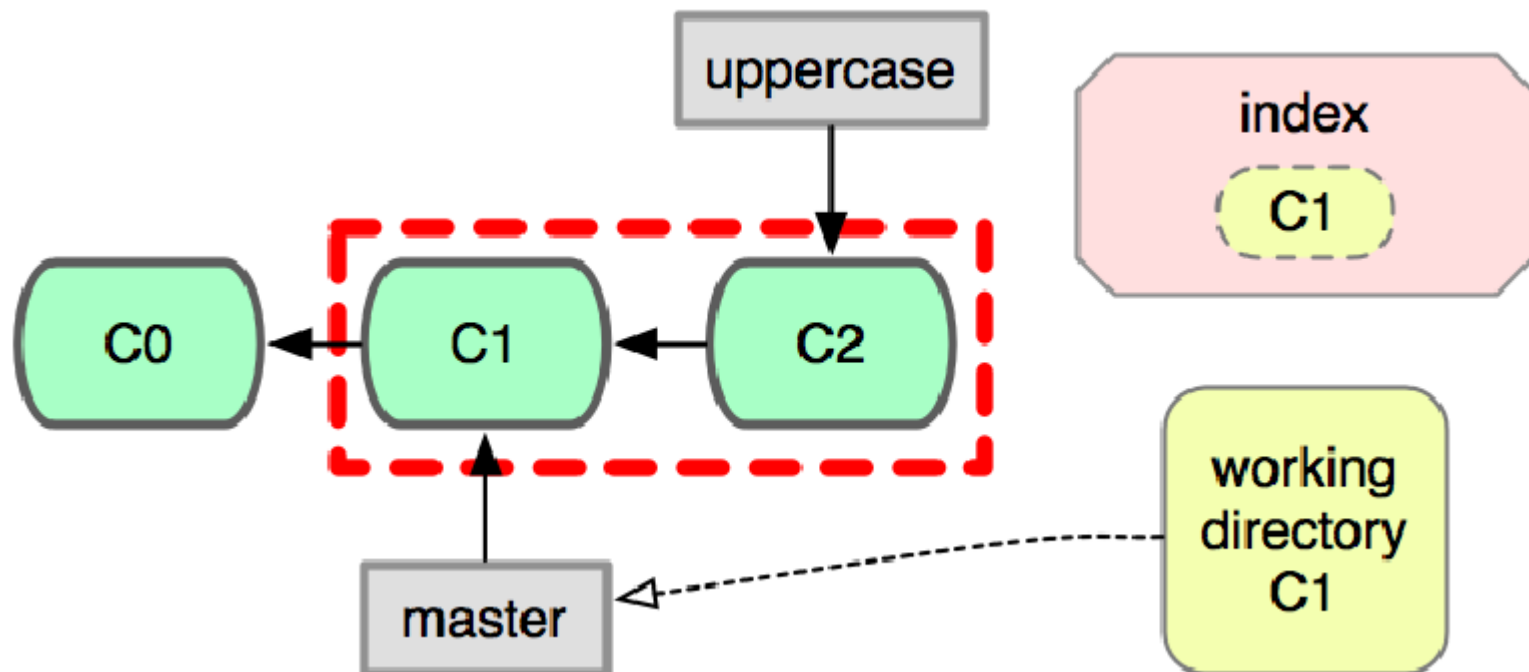 uppercase
index
C1
C0
C1
C2
working
directory
C1
master